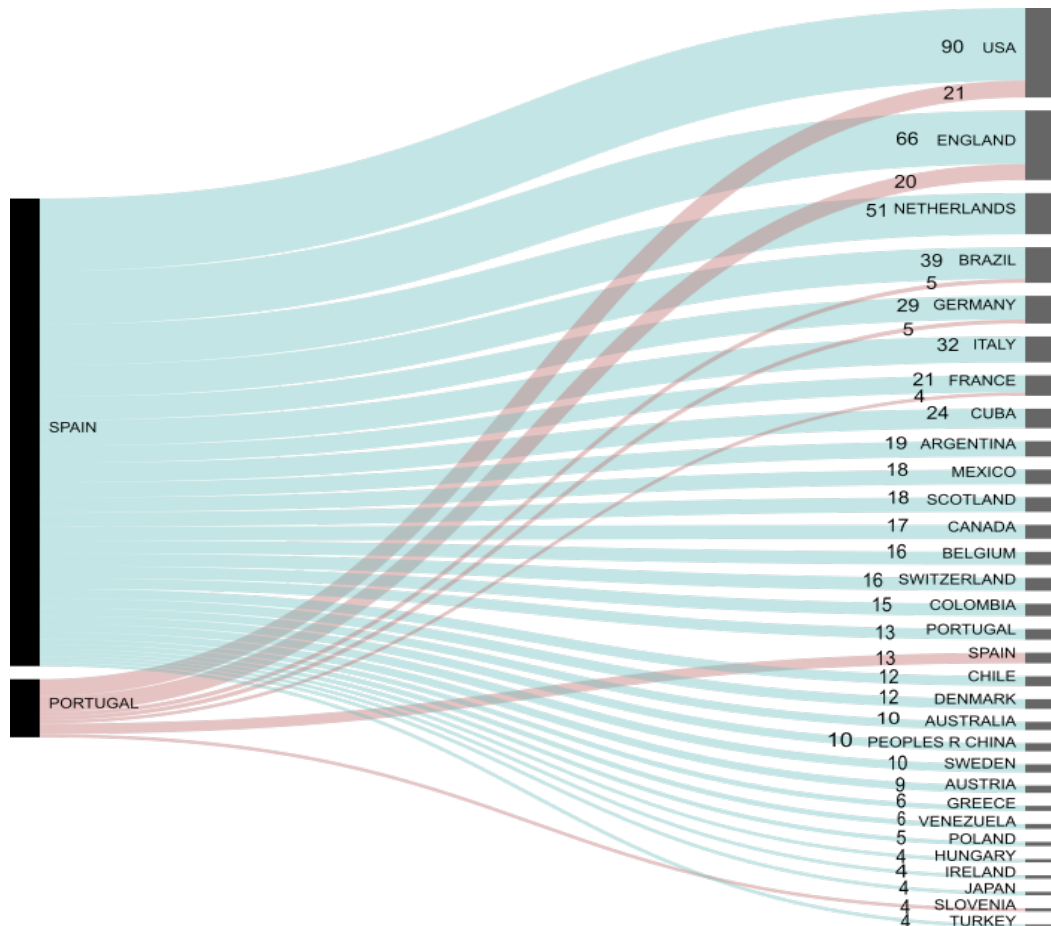 90 USA
21
66 ENGLAND
20
51 NETHERLANDS
39 BRAZIL
5
29 GERMANY
5
32 ITALY
21 FRANCE
4
24 CUBA
SPAIN
19 ARGENTINA
18 MEXICO
18 SCOTLAND
17 CANADA
16 BELGIUM
16 SWITZERLAND
15 COLOMBIA
13 PORTUGAL
13 SPAIN
12 CHILE
PORTUGAL
12 DENMARK
10 AUSTRALIA
10 PEOPLES R CHINA
10 SWEDEN
9 AUSTRIA
6 GREECE
6 VENEZUELA
5 POLAND
4 HUNGARY
4 IRELAND
4 JAPAN
4 SLOVENIA
4 TURKEY